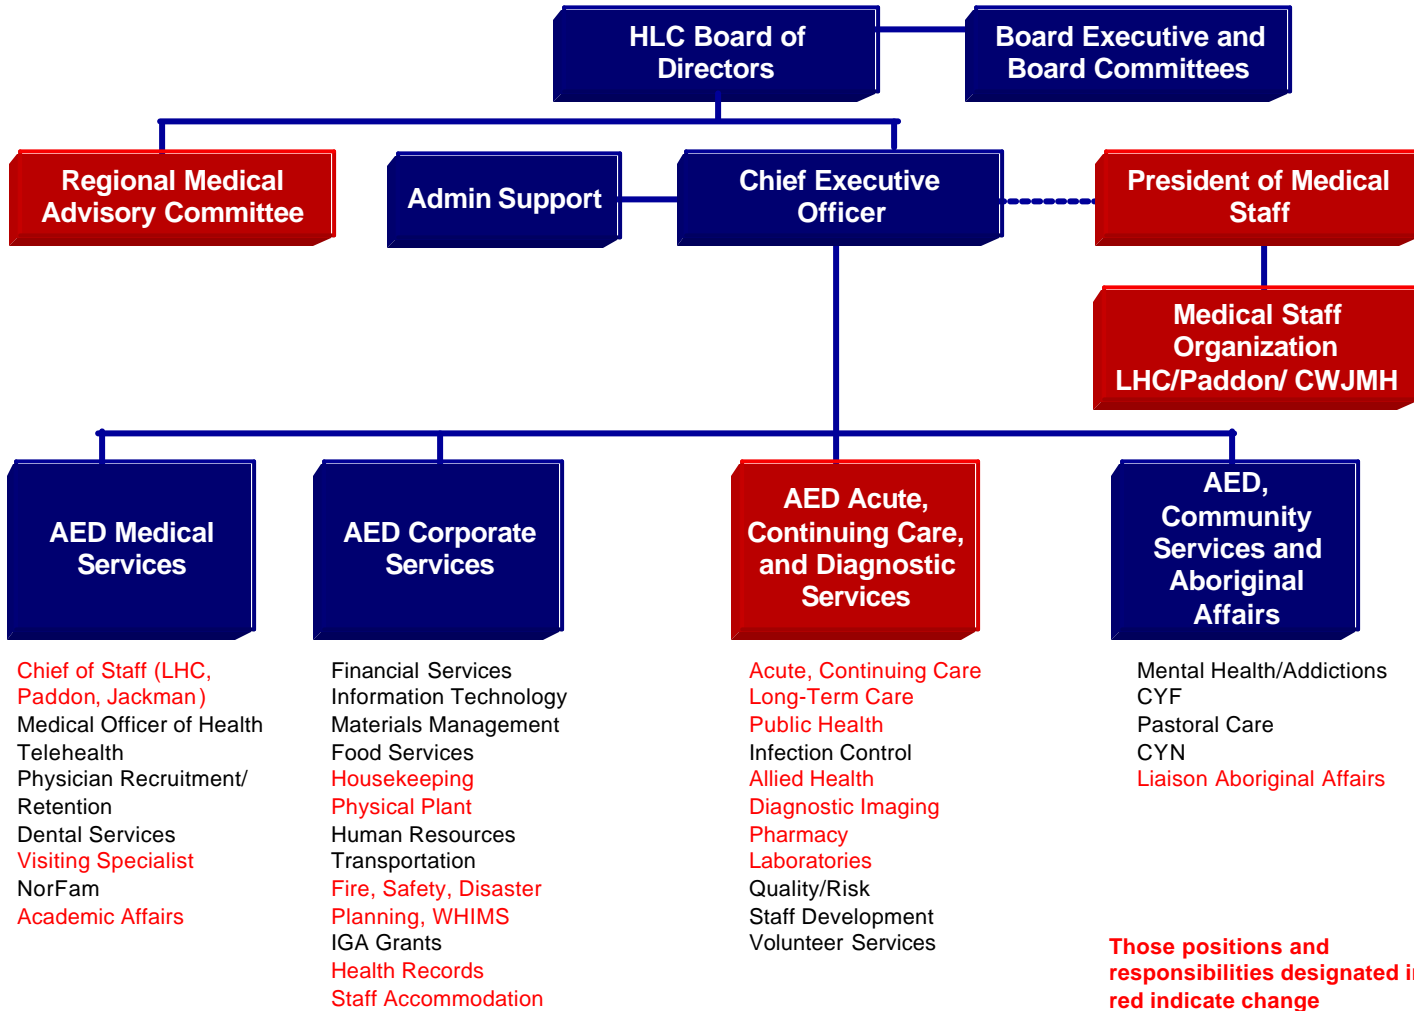 HLC Board of
Directors
Board Executive and
Board Committees
Regional Medical
Advisory Committee
Admin Support
Chief Executive
Officer
President of Medical
Staff
Medical Staff
Organization
LHC/Paddon/ CWJMH
AED Medical
Services
AED Corporate
Services
AED Acute,
Continuing Care,
and Diagnostic
Services
AED,
Community
Services and
Aboriginal
Affairs
Chief of Staff (LHC,
Paddon, Jackman)
Medical Officer of Health
Telehealth
Physician Recruitment/
Retention
Dental Services
Visiting Specialist
NorFam
Academic Affairs
Financial Services
Information Technology
Materials Management
Food Services
Housekeeping
Physical Plant
Human Resources
Transportation
Fire, Safety, Disaster
Planning, WHIMS
IGA Grants
Health Records
Staff Accommodation
Acute, Continuing Care
Long-Term Care
Public Health
Infection Control
Allied Health
Diagnostic Imaging
Pharmacy
Laboratories
Quality/Risk
Staff Development
Volunteer Services
Mental Health/Addictions
CYF
Pastoral Care
CYN
Liaison Aboriginal Affairs
Those positions and
responsibilities designated in
red indicate change